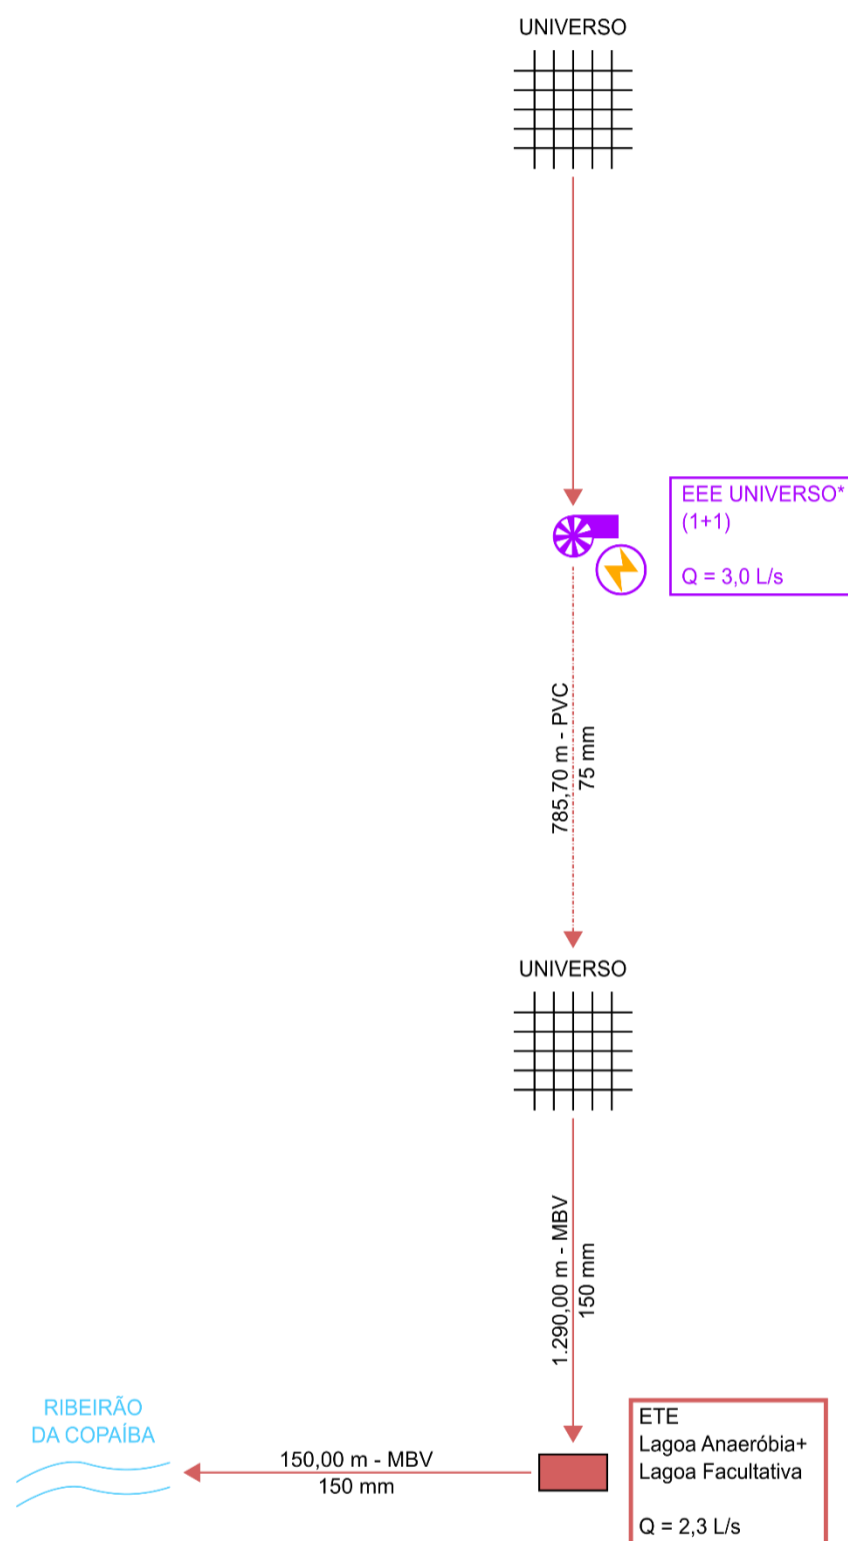 UNIVERSO
EEE UNIVERSO*
(1+1)
Q = 3,0 L/s
785,70 m - PVC
75 mm
UNIVERSO
1.290,00 m - MBV
150 mm
RIBEIRÃO
DA COPAÍBA
150,00 m - MBV
150 mm
ETE
Lagoa Anaeróbia+
Lagoa Facultativa
Q = 2,3 L/s